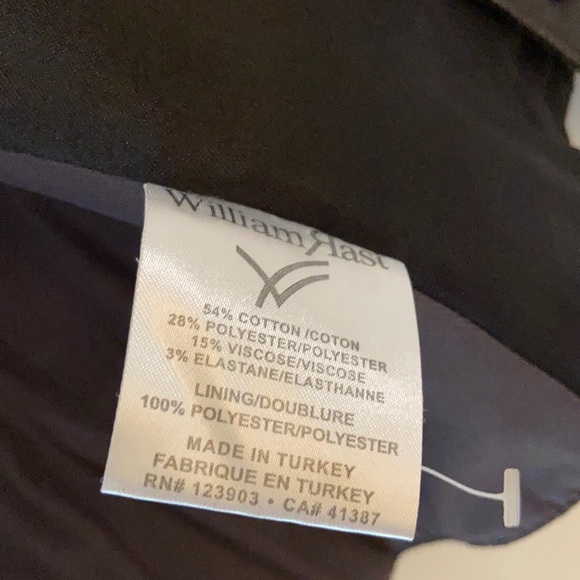 William Rast
54% COTTON /COTON
28% POLYESTER/POLYESTER
15% VISCOSE/VISCOSE
3% ELASTANE/ELASTHANNE
LINING/DOUBLURE
100% POLYESTER/POLYESTER
MADE IN TURKEY
FABRIQUE EN TURKEY
RN# 123903 • CA# 41387